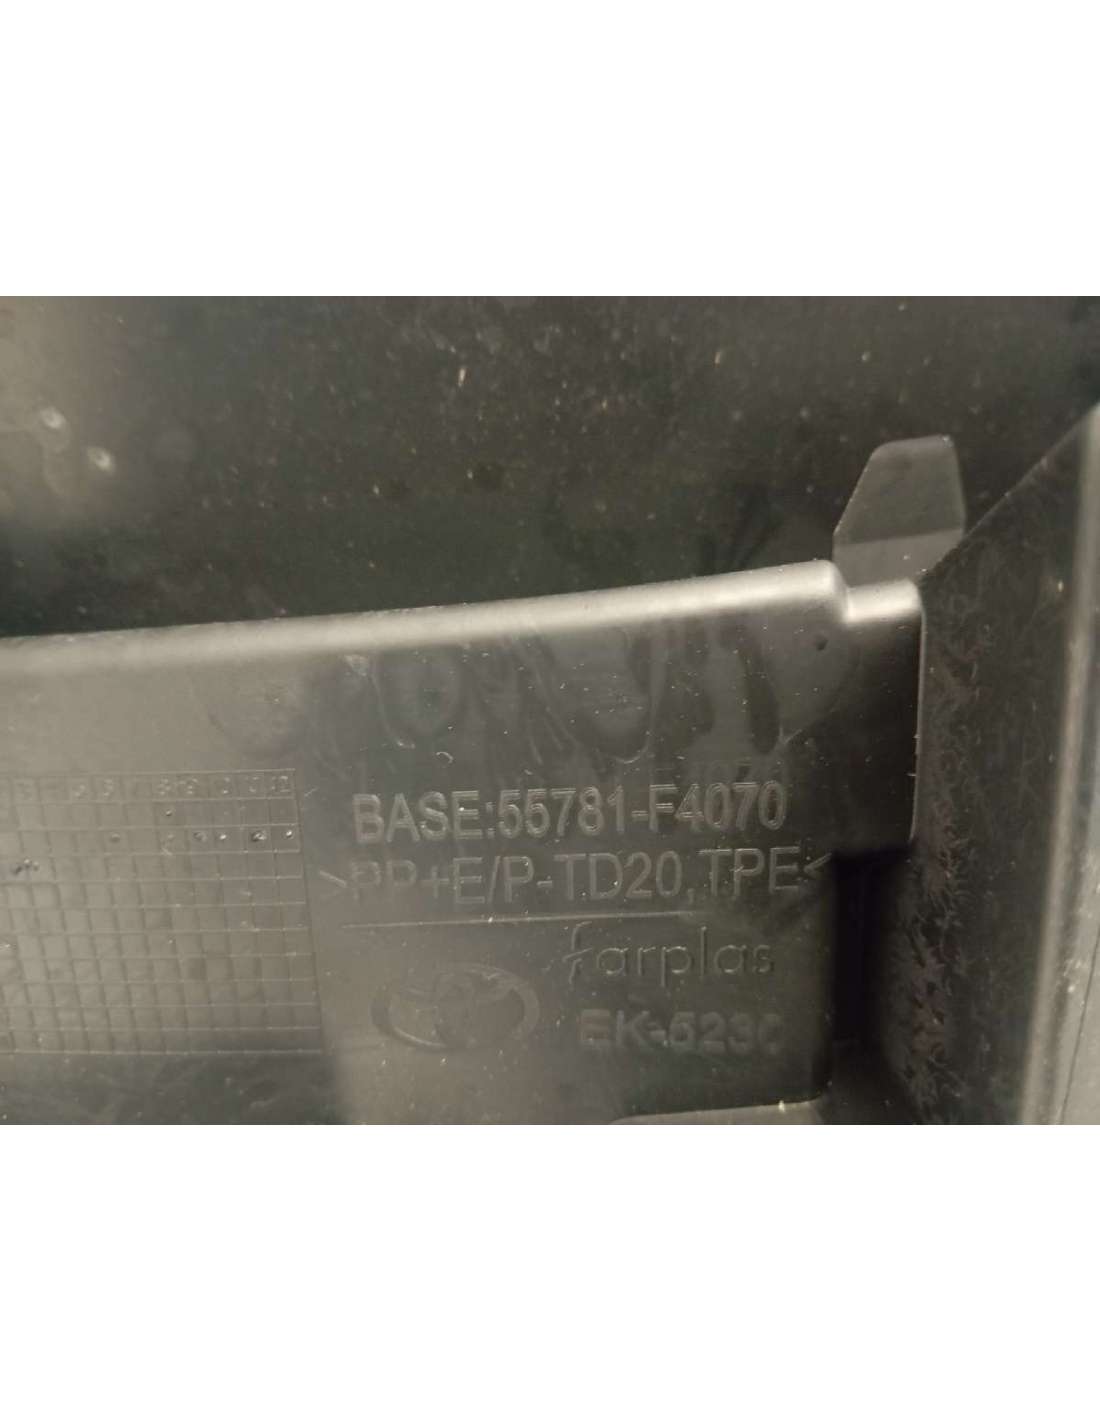 BASE:55781-F4070
>PP+E/P-TD20,TPE<
farplas
EK-5230